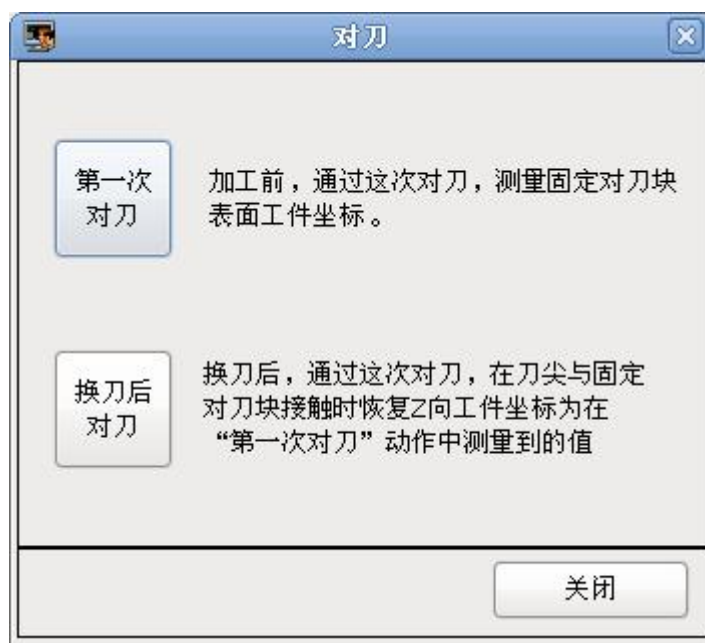 对刀
第一次
对刀
加工前，通过这次对刀，测量固定对刀块
表面工件坐标。
换刀后
对刀
换刀后，通过这次对刀，在刀尖与固定
对刀块接触时恢复Z向工件坐标为在
“第一次对刀”动作中测量到的值
关闭